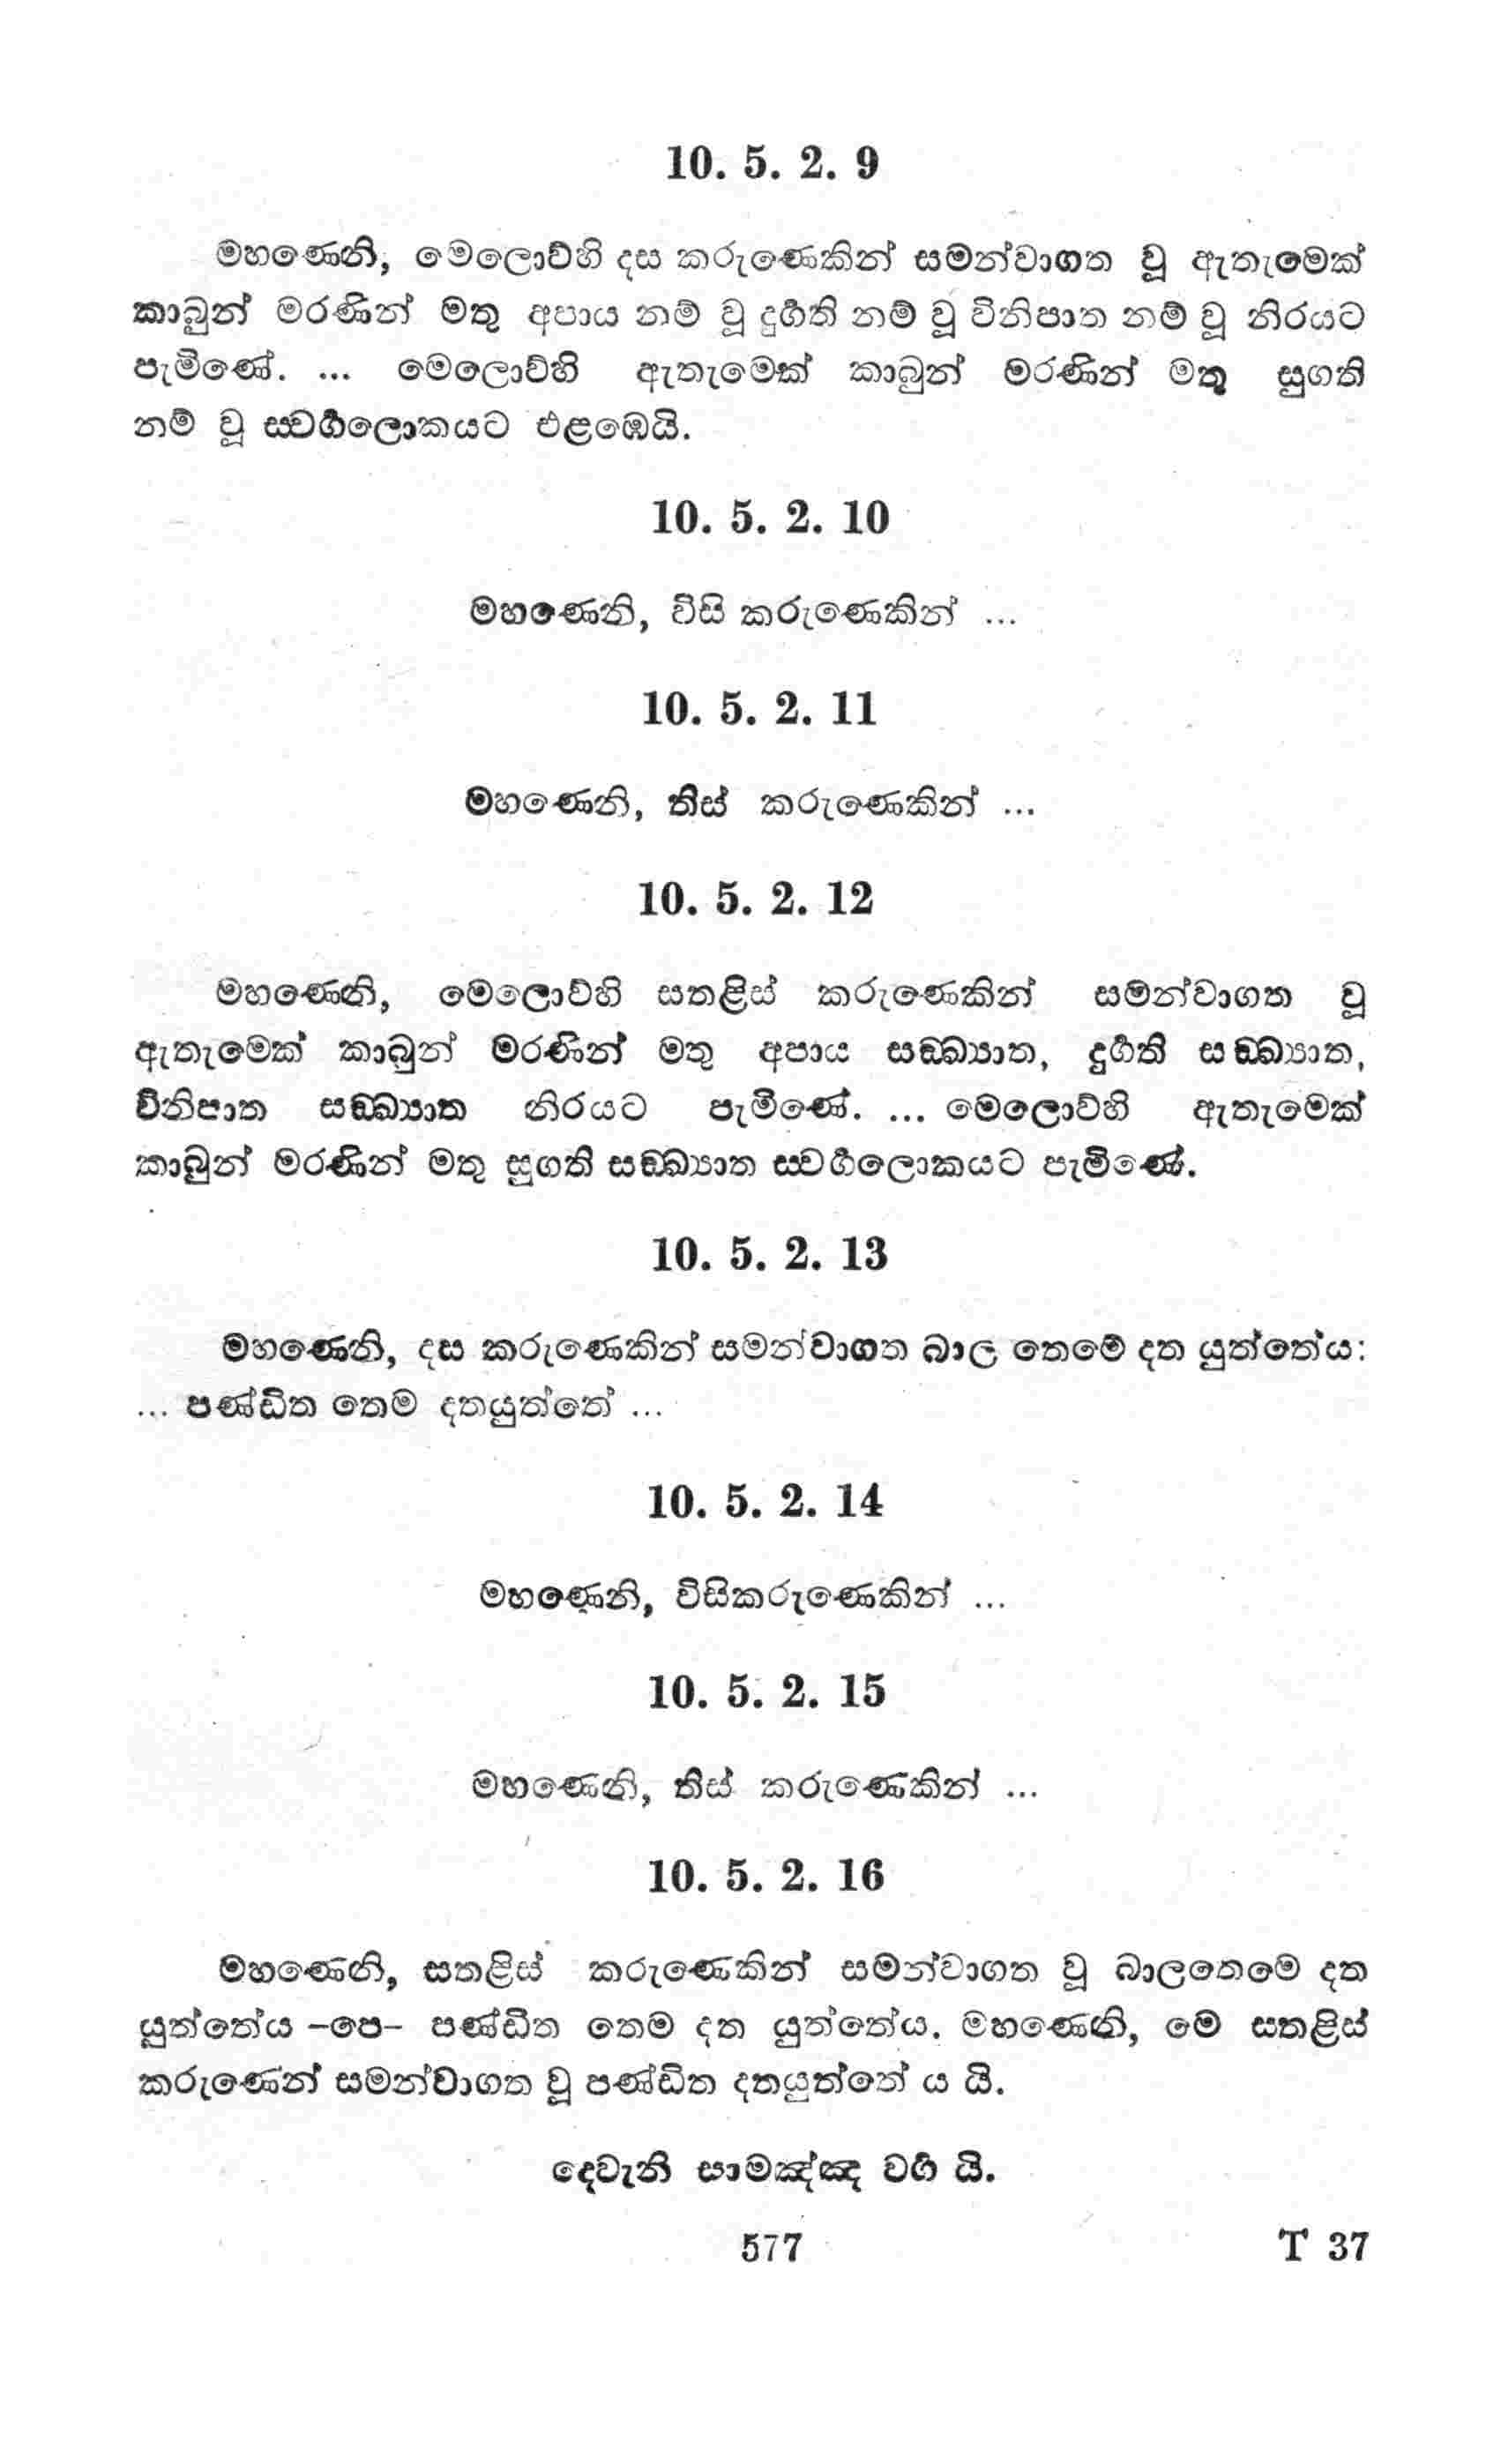 10. 5. 2. 9
මහණෙනි, මෙලොව්හි දස කරුණෙකින් සමන්වාගත වූ ඇතැමෙක්
කාබුන් මරණින් මතු අපාය නම් වූ දුර්‍ගති නම් වූ විනිපාත නම් වූ නිරයට
පැමිණේ. ... මෙලොව්හි ඇතැමෙක් කාබුන් මරණින් මතු සුගති
නම් වූ ස්‍වර්‍ගලොකයට එළඹෙයි.
10. 5. 2. 10
මහණෙනි, විසි කරුණෙකින් ...
10. 5. 2. 11
මහණෙනි, තිස් කරුණෙකින් ...
10. 5. 2. 12
මහණෙනි, මෙලොව්හි සතළිස් කරුණෙකින් සමන්වාගත වූ
ඇතැමෙක් කාබුන් මරණින් මතු අපාය සඞ්ඛ්‍යාත, දුර්‍ගති සඞ්ඛ්‍යාත,
විනිපාත සඞ්ඛ්‍යාත නිරයට පැමිණේ. ... මෙලොව්හි ඇතැමෙක්
කාබුන් මරණින් මතු සුගති සඞ්ඛ්‍යාත ස්‍වර්‍ගලොකයට පැමිණේ.
10. 5. 2. 13
මහණෙනි, දස කරුණෙකින් සමන්වාගත බාල තෙමේ දත යුත්තේය:
... පණ්ඩිත තෙම දතයුත්තේ ...
10. 5. 2. 14
මහණෙනි, විසිකරුණෙකින් ...
10. 5. 2. 15
මහණෙනි, තිස් කරුණෙකින් ...
10. 5. 2. 16
මහණෙනි, සතළිස් කරුණෙකින් සමන්වාගත වූ බාලතෙමෙ දත
යුත්තේය -පෙ- පණ්ඩිත තෙම දත යුත්තේය. මහණෙනි, මෙ සතළිස්
කරුණෙන් සමන්වාගත වූ පණ්ඩිත දතයුත්තේ ය යි.
දෙවැනි සාමඤ්ඤ වර්‍ග යි.
577 T 37